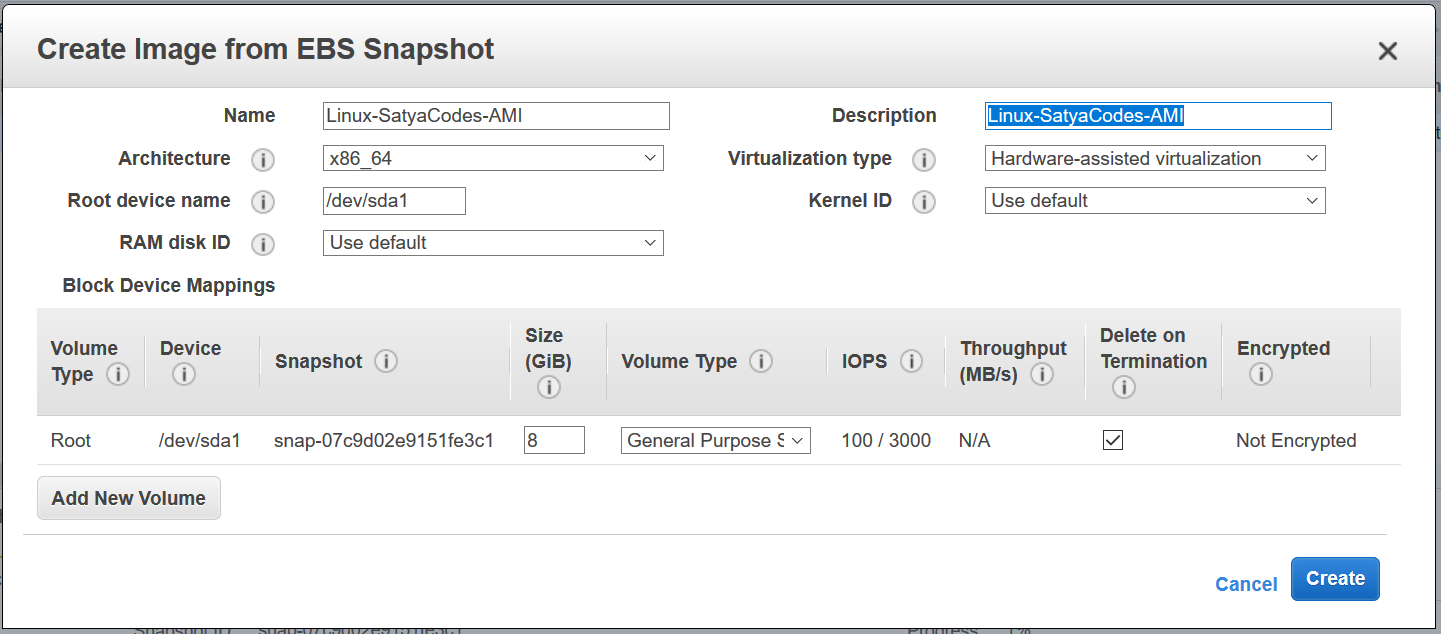 Create Image from EBS Snapshot
Name Linux-SatyaCodes-AMI Description Linux-SatyaCodes-AMI
Architecture x86_64 Virtualization type Hardware-assisted virtualization
Root device name /dev/sda1 Kernel ID Use default
RAM disk ID Use default
Block Device Mappings
Volume Type Device Snapshot Size (GiB) Volume Type IOPS Throughput (MB/s) Delete on Termination Encrypted
Root /dev/sda1 snap-07c9d02e9151fe3c1 8 General Purpose S 100 / 3000 N/A Not Encrypted
Add New Volume
Cancel Create